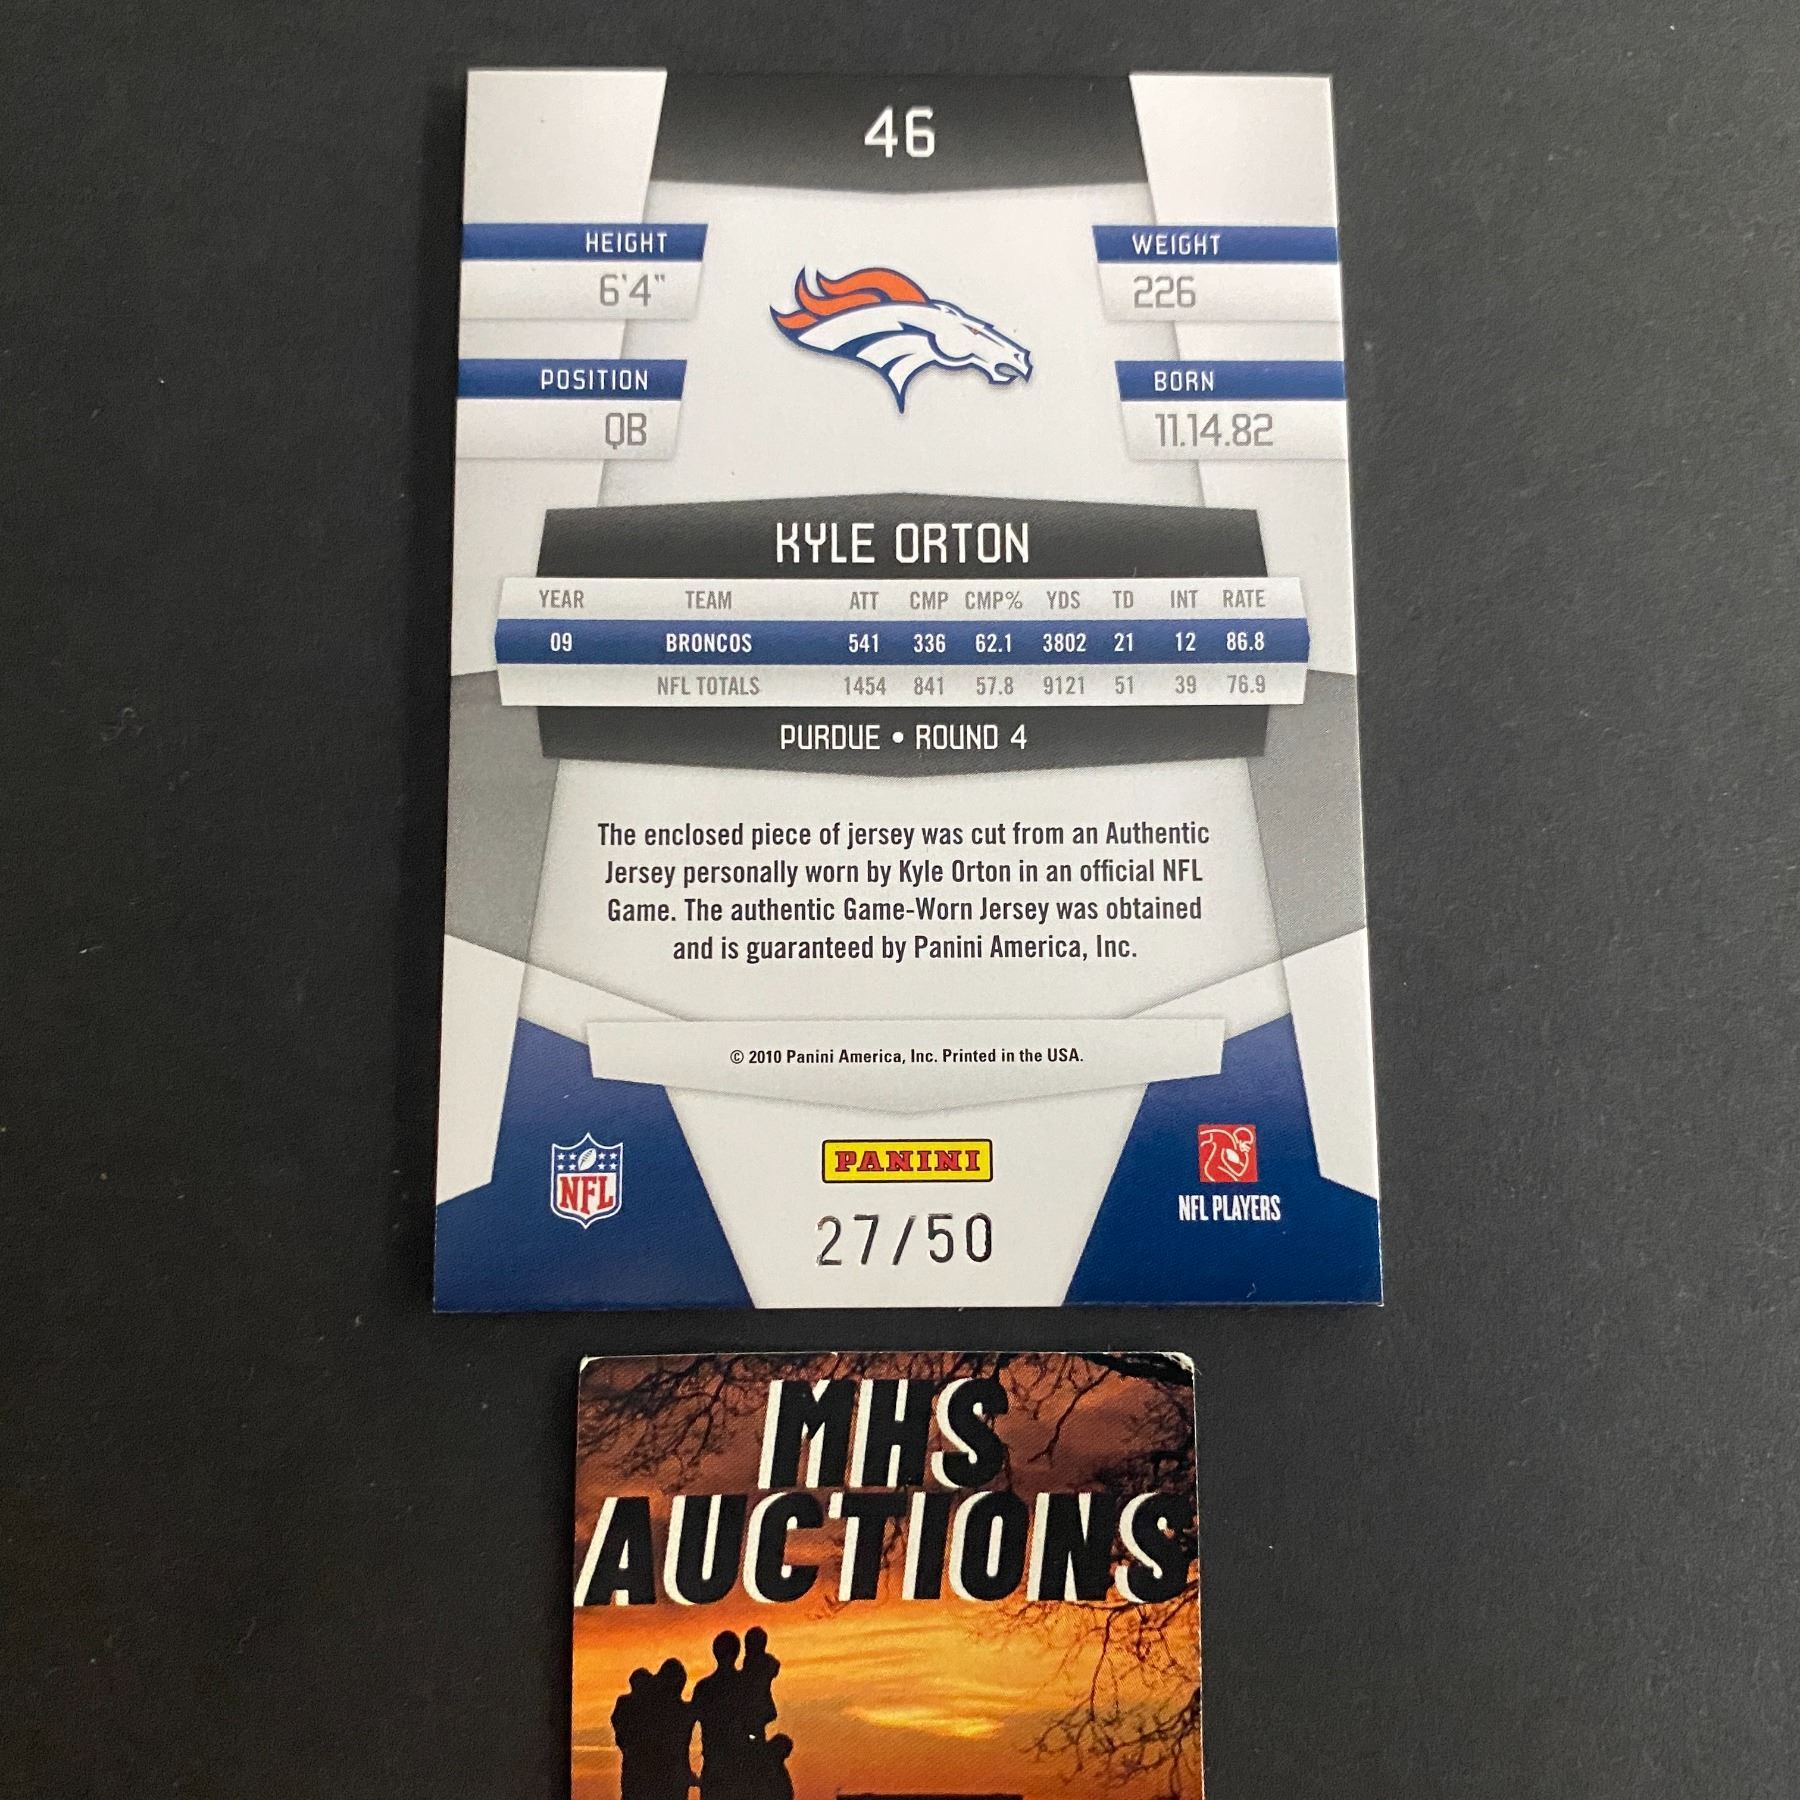 46
HEIGHT
6'4"
WEIGHT
226
POSITION
QB
BORN
11.14.82
KYLE ORTON
YEAR TEAM ATT CMP CMP% YDS TD INT RATE
09 BRONCOS 541 336 62.1 3802 21 12 86.8
NFL TOTALS 1454 841 57.8 9121 51 39 76.9
PURDUE • ROUND 4
The enclosed piece of jersey was cut from an Authentic
Jersey personally worn by Kyle Orton in an official NFL
Game. The authentic Game-Worn Jersey was obtained
and is guaranteed by Panini America, Inc.
© 2010 Panini America, Inc. Printed in the USA.
NFL
PANINI
NFL PLAYERS
27/50
MHS
AUCTIONS